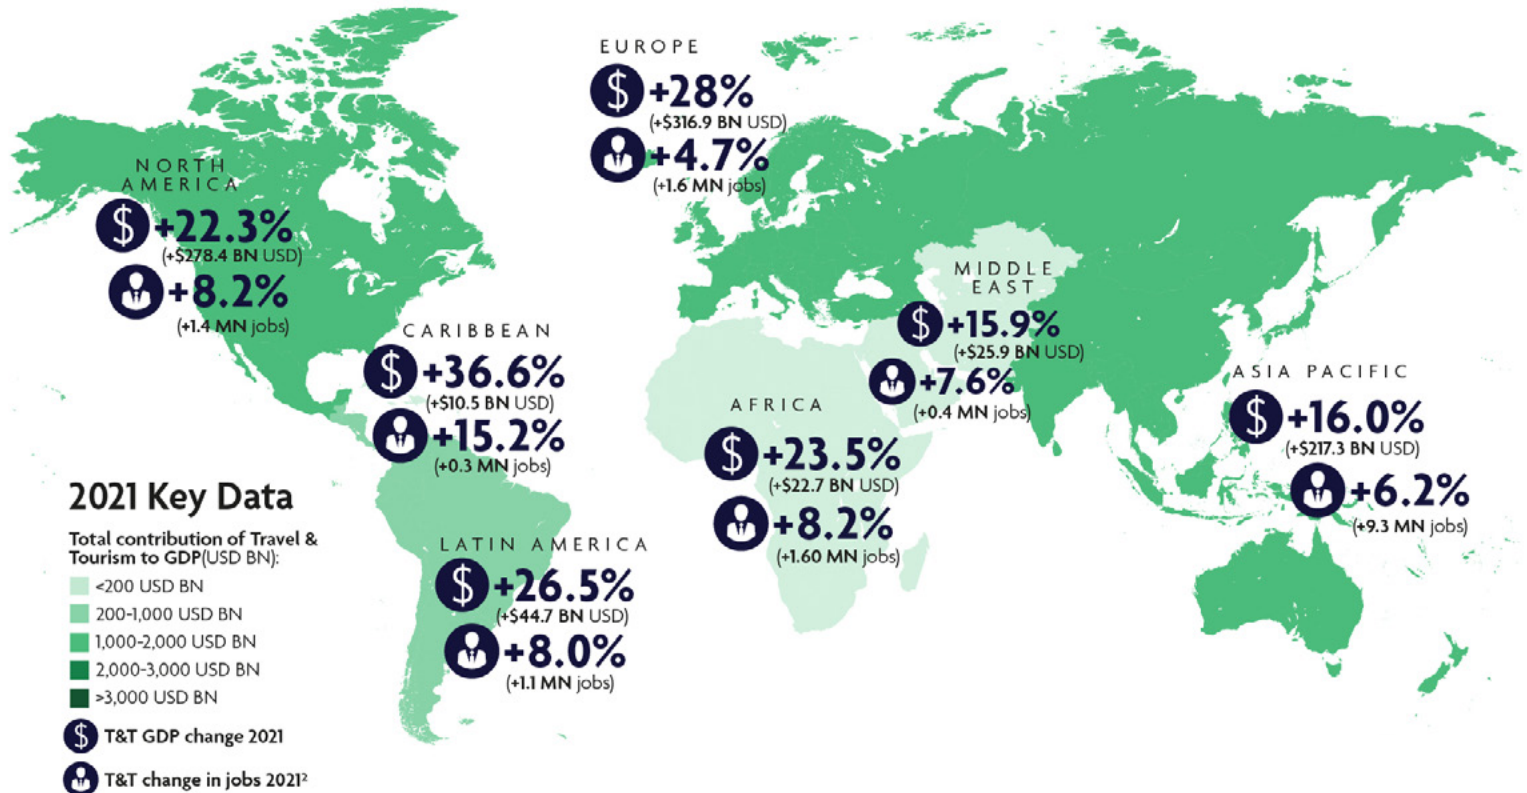 EUROPE
$ +28%
(+$316.9 BN USD)
+4.7%
(+1.6 MN jobs)
NORTH
AMERICA
$ +22.3%
(+$278.4 BN USD)
+8.2%
(+1.4 MN jobs)
CARIBBEAN
$ +36.6%
(+$10.5 BN USD)
+15.2%
(+0.3 MN jobs)
MIDDLE
EAST
$ +15.9%
(+$25.9 BN USD)
+7.6%
(+0.4 MN jobs)
AFRICA
$ +23.5%
(+$22.7 BN USD)
+8.2%
(+1.60 MN jobs)
ASIA PACIFIC
$ +16.0%
(+$217.3 BN USD)
+6.2%
(+9.3 MN jobs)
LATIN AMERICA
$ +26.5%
(+$44.7 BN USD)
+8.0%
(+1.1 MN jobs)
2021 Key Data
Total contribution of Travel &
Tourism to GDP(USD BN):
<200 USD BN
200-1,000 USD BN
1,000-2,000 USD BN
2,000-3,000 USD BN
>3,000 USD BN
$ T&T GDP change 2021
T&T change in jobs 2021²